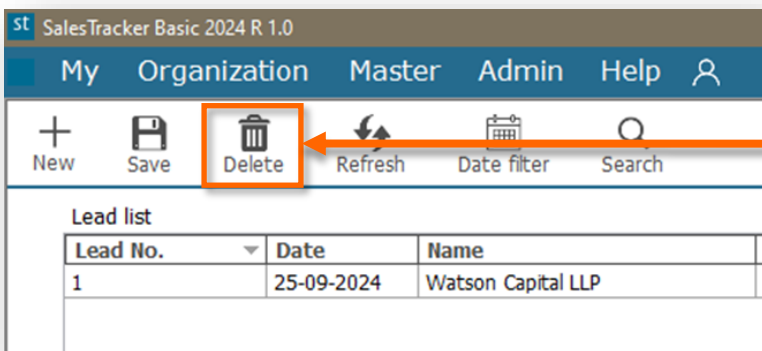 st SalesTracker Basic 2024 R 1.0
My Organization Master Admin Help
New Save Delete Refresh Date filter Search
Lead list
Lead No. Date Name
1 25-09-2024 Watson Capital LLP